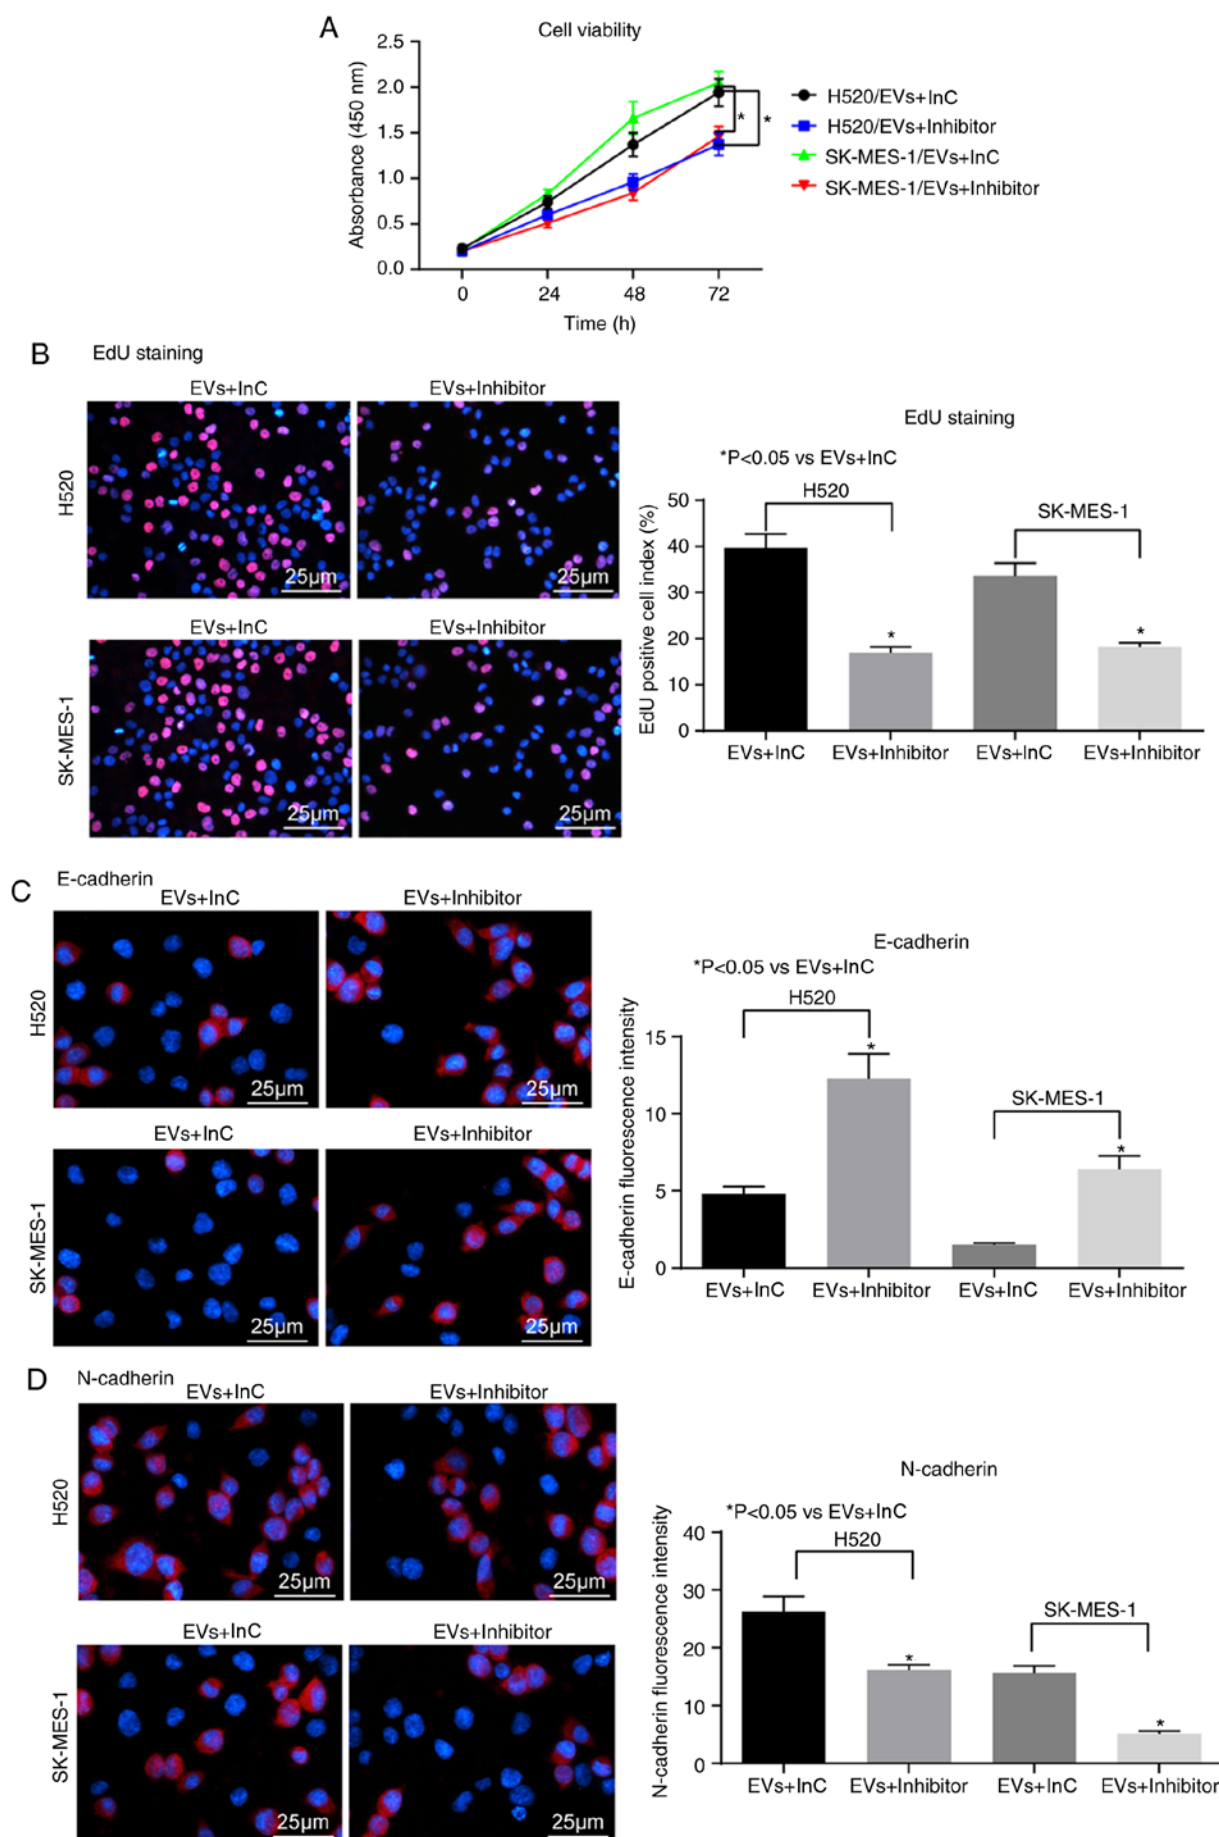 A
Cell viability
2.5
2.0
1.5
1.0
0.5
0.0
Absorbance (450 nm)
0 24 48 72
Time (h)
* *
H520/EVs+InC
H520/EVs+Inhibitor
SK-MES-1/EVs+InC
SK-MES-1/EVs+Inhibitor
B EdU staining
EVs+InC EVs+Inhibitor
H520
25µm 25µm
EVs+InC EVs+Inhibitor
SK-MES-1
25µm 25µm
EdU staining
*P<0.05 vs EVs+InC
H520
SK-MES-1
50
40
30
20
10
0
EdU positive cell index (%)
* *
EVs+InC EVs+Inhibitor EVs+InC EVs+Inhibitor
C E-cadherin
EVs+InC EVs+Inhibitor
H520
25µm 25µm
EVs+InC EVs+Inhibitor
SK-MES-1
25µm 25µm
E-cadherin
*P<0.05 vs EVs+InC
H520
SK-MES-1
15
10
5
0
E-cadherin fluorescence intensity
* *
EVs+InC EVs+Inhibitor EVs+InC EVs+Inhibitor
D N-cadherin
EVs+InC EVs+Inhibitor
H520
25µm 25µm
EVs+InC EVs+Inhibitor
SK-MES-1
25µm 25µm
N-cadherin
*P<0.05 vs EVs+InC
H520
SK-MES-1
40
30
20
10
0
N-cadherin fluorescence intensity
* *
EVs+InC EVs+Inhibitor EVs+InC EVs+Inhibitor